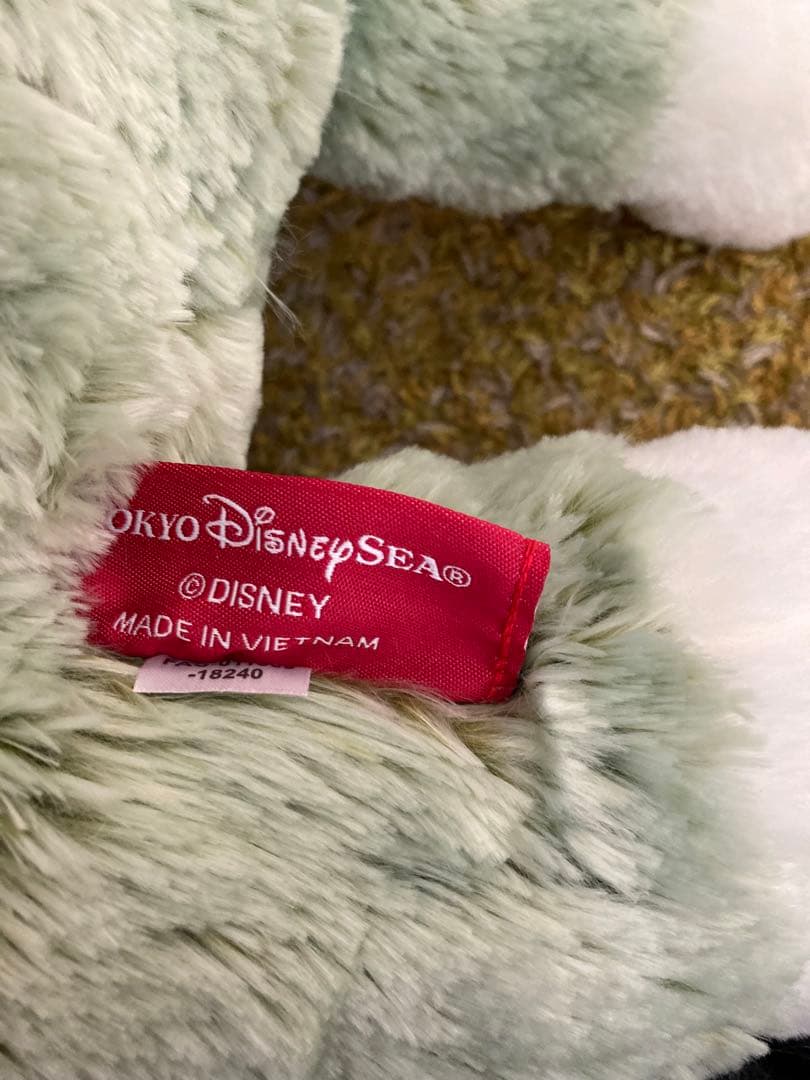 OKYO DISNEYSEA®
©DISNEY
MADE IN VIETNAM
-18240